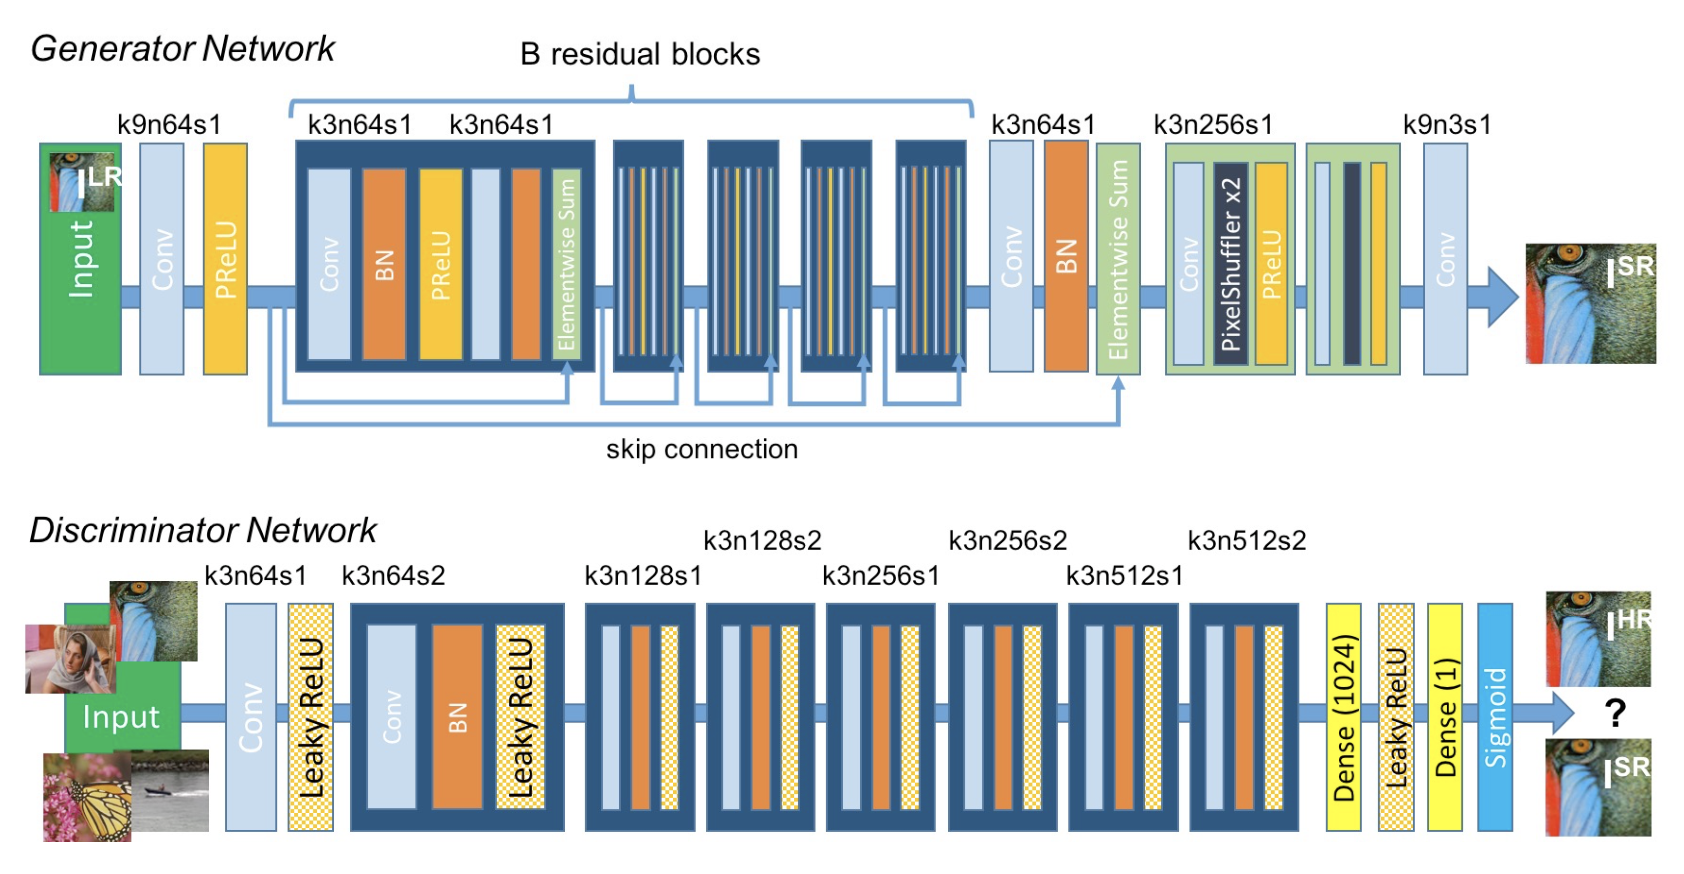 Generator Network
B residual blocks
k9n64s1
k3n64s1
k3n64s1
k3n64s1
k3n256s1
k9n3s1
I^LR
Input
Conv
PReLU
Conv
BN
PReLU
Elementwise Sum
Conv
BN
Elementwise Sum
Conv
PixelShuffler x2
PReLU
Conv
I^SR
skip connection
Discriminator Network
k3n128s2
k3n256s2
k3n512s2
k3n64s1
k3n64s2
k3n128s1
k3n256s1
k3n512s1
Input
Conv
Leaky ReLU
Conv
BN
Leaky ReLU
Dense (1024)
Leaky ReLU
Dense (1)
Sigmoid
I^HR
?
I^SR